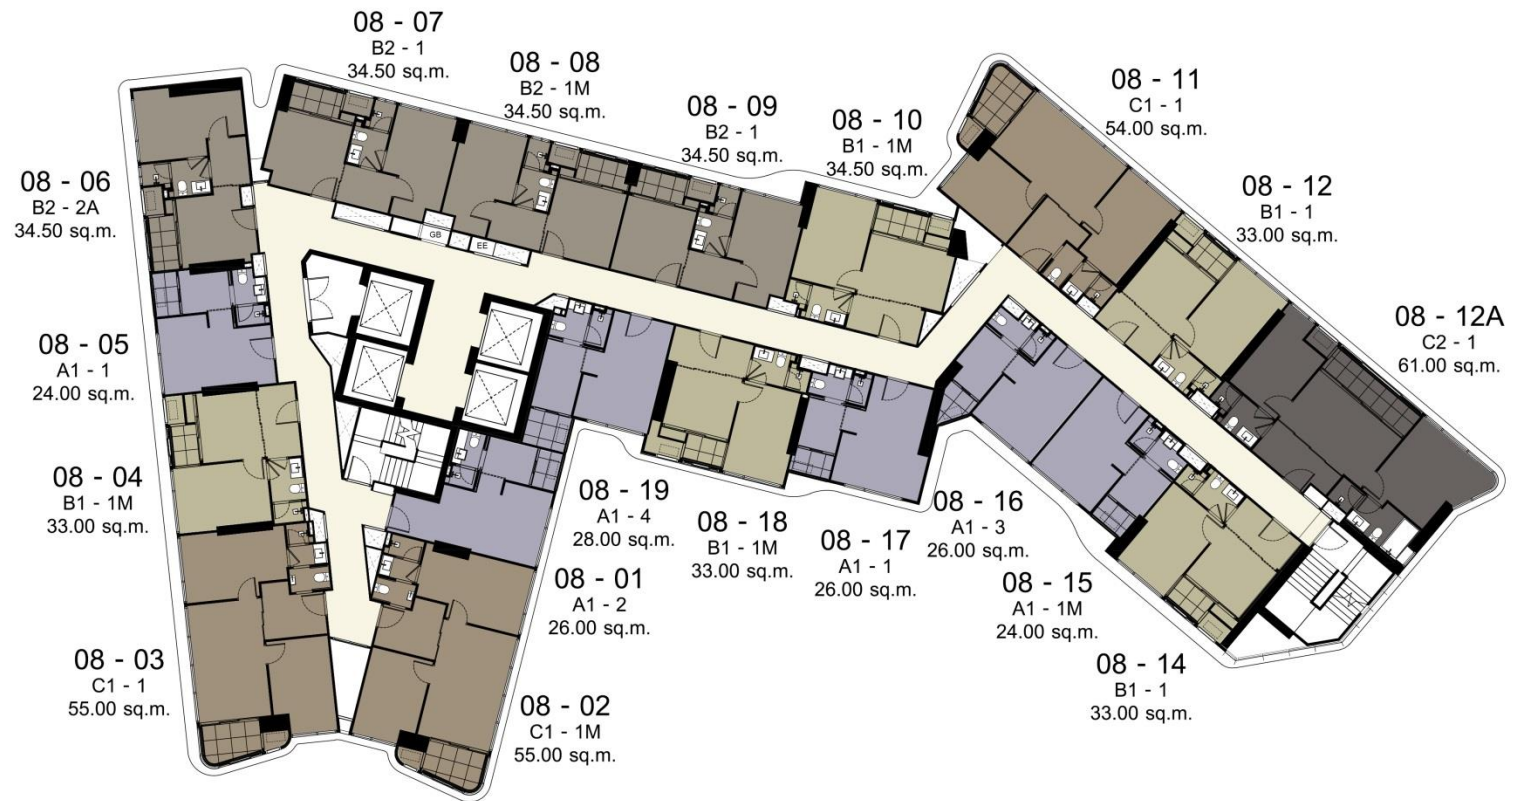 08 - 07
B2 - 1
34.50 sq.m.
08 - 08
B2 - 1M
34.50 sq.m.
08 - 09
B2 - 1
34.50 sq.m.
08 - 10
B1 - 1M
34.50 sq.m.
08 - 11
C1 - 1
54.00 sq.m.
08 - 06
B2 - 2A
34.50 sq.m.
08 - 12
B1 - 1
33.00 sq.m.
GB
EE
08 - 05
A1 - 1
24.00 sq.m.
08 - 12A
C2 - 1
61.00 sq.m.
08 - 04
B1 - 1M
33.00 sq.m.
08 - 19
A1 - 4
28.00 sq.m.
08 - 18
B1 - 1M
33.00 sq.m.
08 - 17
A1 - 1
26.00 sq.m.
08 - 16
A1 - 3
26.00 sq.m.
08 - 01
A1 - 2
26.00 sq.m.
08 - 15
A1 - 1M
24.00 sq.m.
08 - 03
C1 - 1
55.00 sq.m.
08 - 14
B1 - 1
33.00 sq.m.
08 - 02
C1 - 1M
55.00 sq.m.